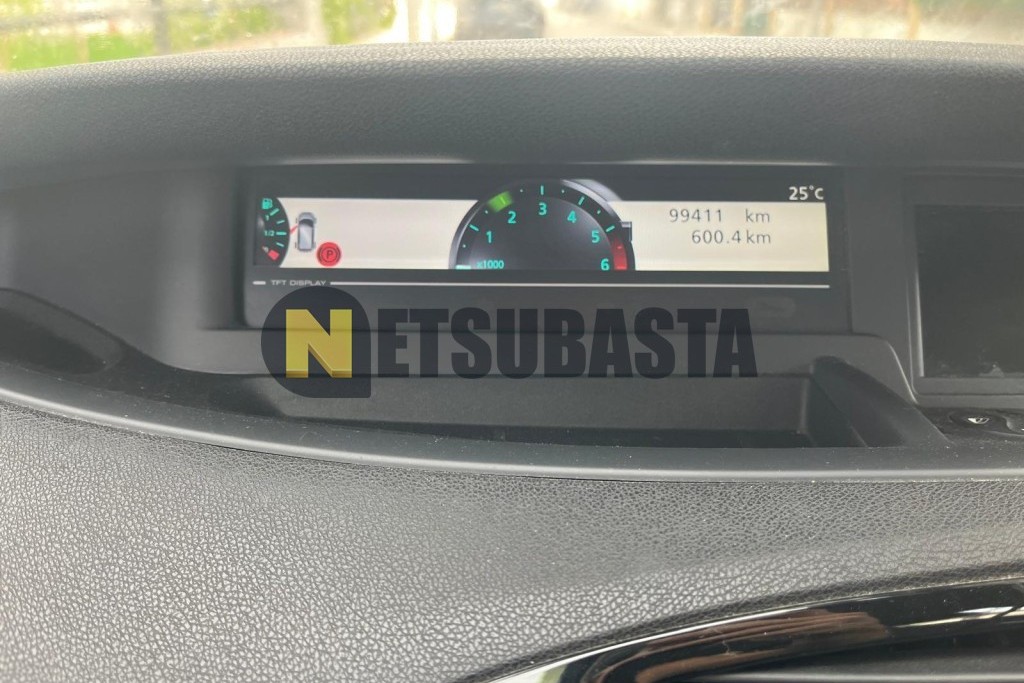 25°C
99411 km
600.4 km
1/2
P
1 2 3 4 5 6
x1000
TFT DISPLAY
NETSUBASTA